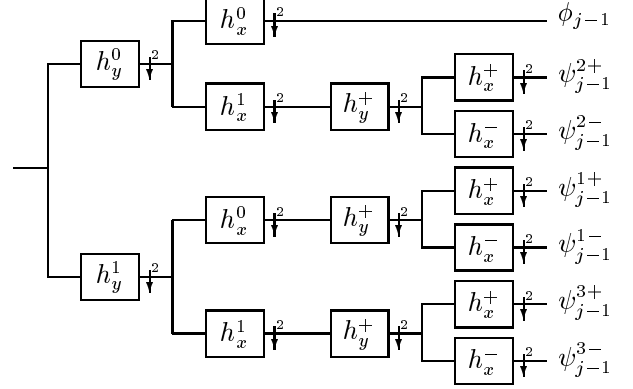 h_x^0 ↓2 φ_{j−1}
h_y^0 ↓2
h_x^1 ↓2 h_y^+ ↓2 h_x^+ ↓2 ψ_{j−1}^{2+}
h_x^− ↓2 ψ_{j−1}^{2−}
h_x^0 ↓2 h_y^+ ↓2 h_x^+ ↓2 ψ_{j−1}^{1+}
h_x^− ↓2 ψ_{j−1}^{1−}
h_y^1 ↓2
h_x^1 ↓2 h_y^+ ↓2 h_x^+ ↓2 ψ_{j−1}^{3+}
h_x^− ↓2 ψ_{j−1}^{3−}